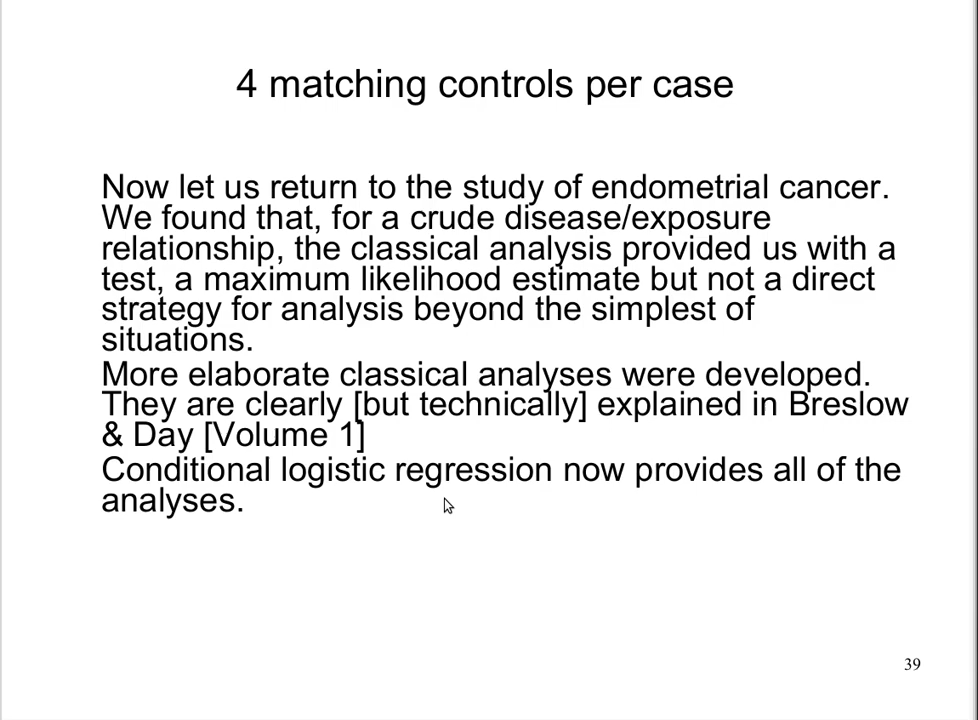 4 matching controls per case
Now let us return to the study of endometrial cancer.
We found that, for a crude disease/exposure
relationship, the classical analysis provided us with a
test, a maximum likelihood estimate but not a direct
strategy for analysis beyond the simplest of
situations.
More elaborate classical analyses were developed.
They are clearly [but technically] explained in Breslow
& Day [Volume 1]
Conditional logistic regression now provides all of the
analyses.
39